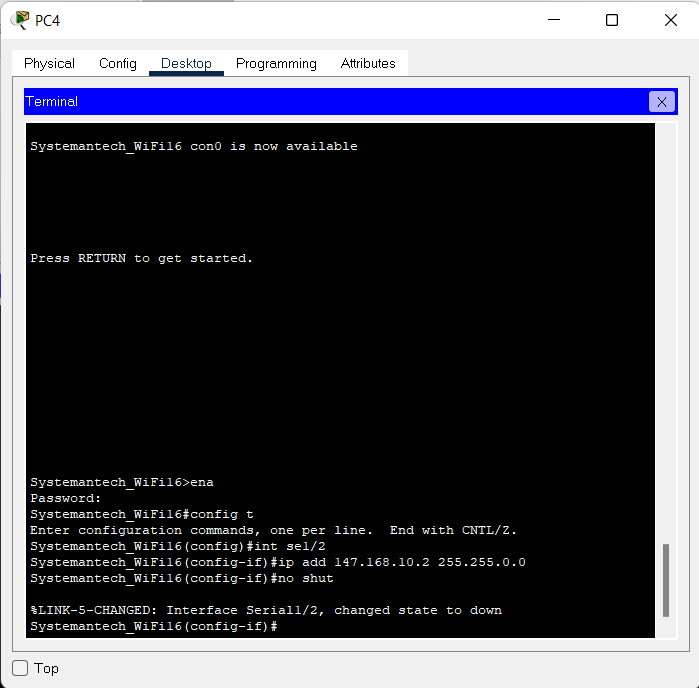 PC4
Physical Config Desktop Programming Attributes
Terminal X
Systemantech_WiFi16 con0 is now available
Press RETURN to get started.
Systemantech_WiFi16>ena
Password:
Systemantech_WiFi16#config t
Enter configuration commands, one per line.  End with CNTL/Z.
Systemantech_WiFi16(config)#int se1/2
Systemantech_WiFi16(config-if)#ip add 147.168.10.2 255.255.0.0
Systemantech_WiFi16(config-if)#no shut
%LINK-5-CHANGED: Interface Serial1/2, changed state to down
Systemantech_WiFi16(config-if)#
Top